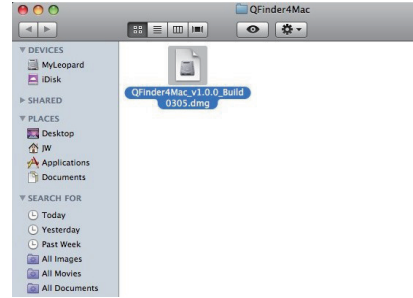 QFinder4Mac
DEVICES
MyLeopard
iDisk
SHARED
PLACES
Desktop
JW
Applications
Documents
SEARCH FOR
Today
Yesterday
Past Week
All Images
All Movies
All Documents
QFinder4Mac_v1.0.0_Build
0305.dmg